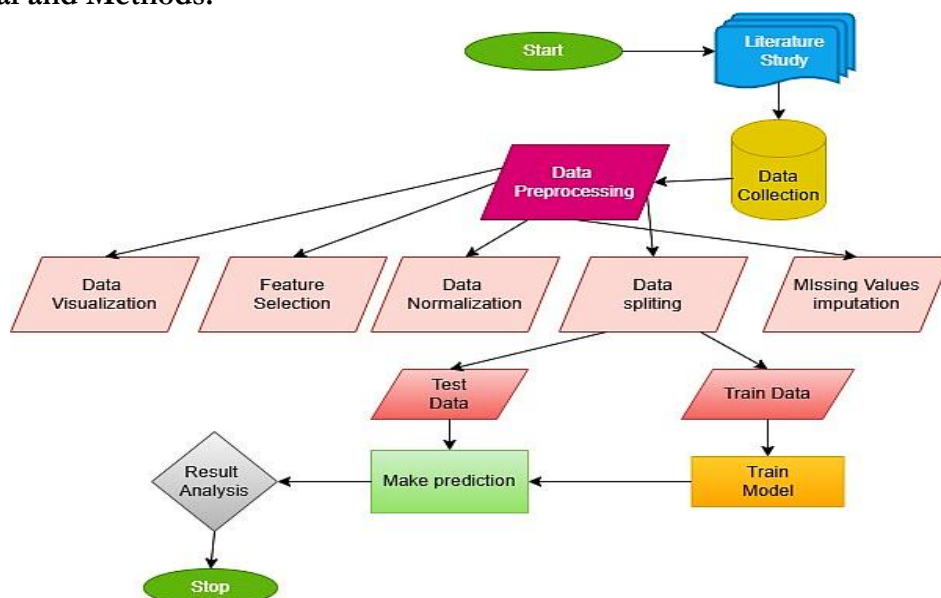 al and Methods.
Start
Literature
Study
Data
Collection
Data
Preprocessing
Data
Visualization
Feature
Selection
Data
Normalization
Data
spliting
MIssing Values
imputation
Test
Data
Train Data
Train
Model
Make prediction
Result
Analysis
Stop